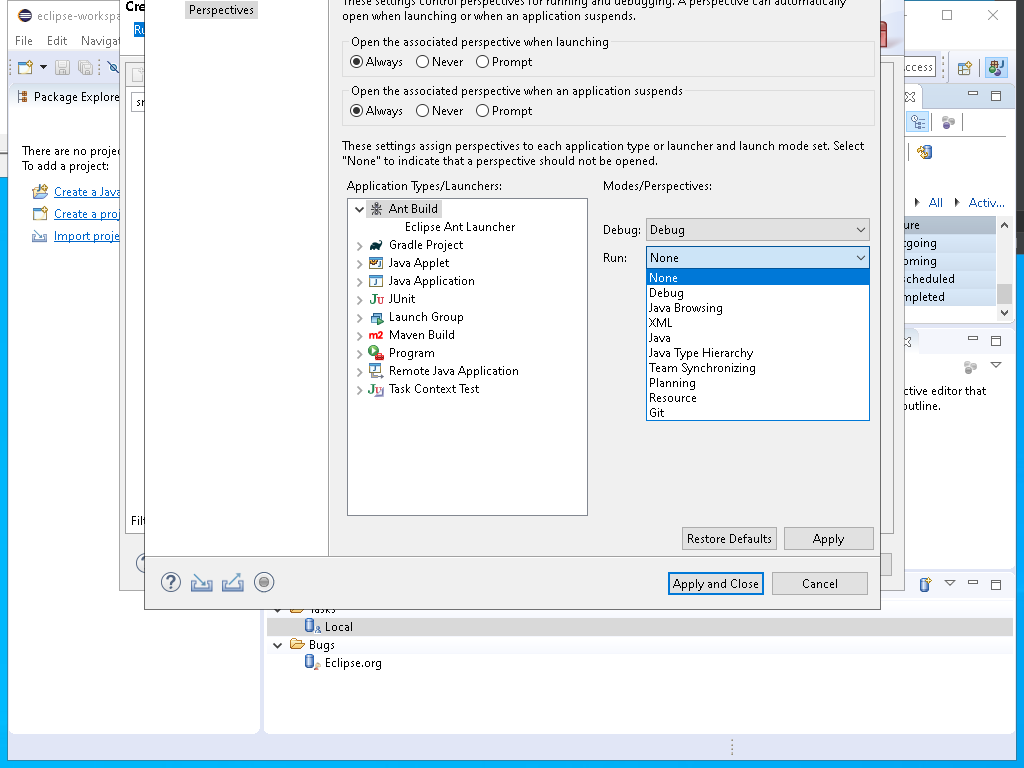 eclipse-workspa
File Edit Navigat
Package Explore
There are no projec
To add a project:
Create a Java
Create a proj
Import proje
Cre
Ru
Filt
Perspectives
These settings control perspectives for running and debugging. A perspective can automatically
open when launching or when an application suspends.
Open the associated perspective when launching
Always Never Prompt
Open the associated perspective when an application suspends
Always Never Prompt
These settings assign perspectives to each application type or launcher and launch mode set. Select
"None" to indicate that a perspective should not be opened.
Application Types/Launchers:
Ant Build
Eclipse Ant Launcher
Gradle Project
Java Applet
Java Application
Ju JUnit
Launch Group
m2 Maven Build
Program
Remote Java Application
Task Context Test
Modes/Perspectives:
Debug: Debug
Run: None
None
Debug
Java Browsing
XML
Java
Java Type Hierarchy
Team Synchronizing
Planning
Resource
Git
Restore Defaults Apply
Apply and Close Cancel
ccess
All Activ...
ure
tgoing
oming
scheduled
mpleted
ctive editor that
outline.
Tasks
Local
Bugs
Eclipse.org